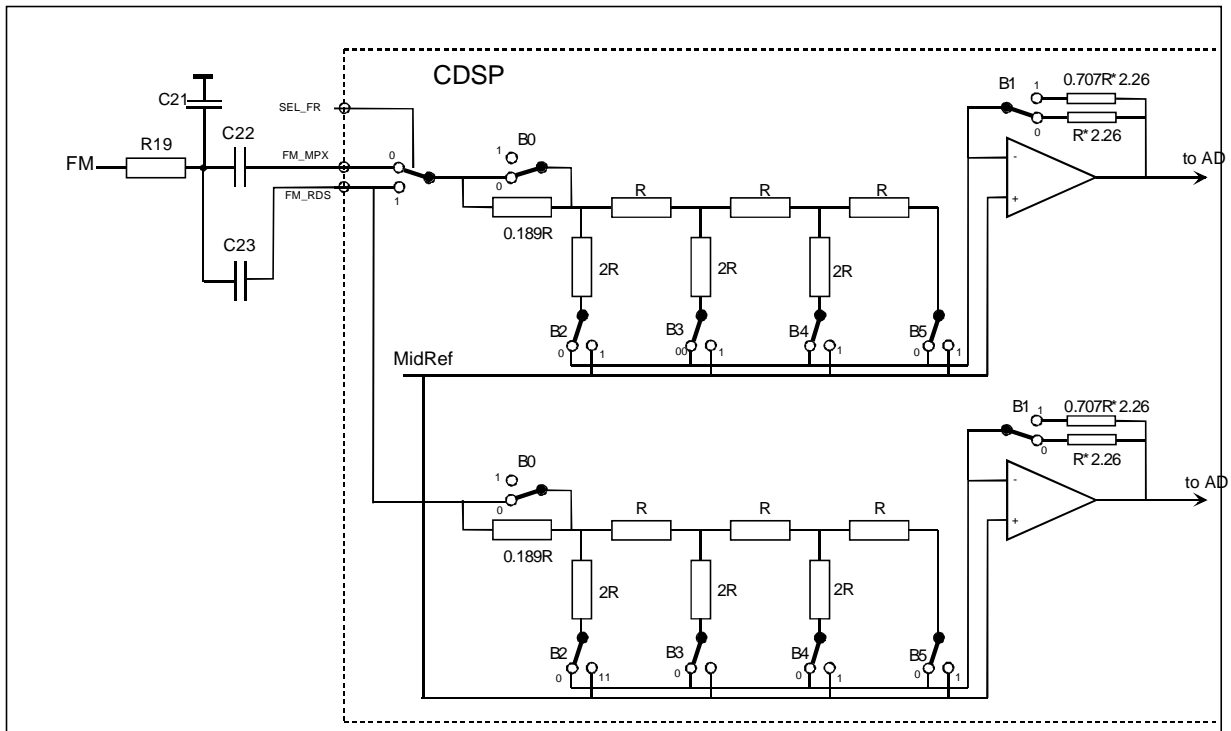 CDSP
C21
SEL_FR
B1
1
0.707R*2.26
0
R*2.26
R19
C22
B0
FM
FM_MPX
0
1
0
-
to AD
FM_RDS
1
R
R
R
+
0.189R
C23
2R
2R
2R
B2
B3
B4
B5
0
1
00
1
0
1
0
1
MidRef
B1
1
0.707R*2.26
0
R*2.26
B0
1
0
-
to AD
R
R
R
+
0.189R
2R
2R
2R
B2
B3
B4
B5
0
11
0
0
1
0
1